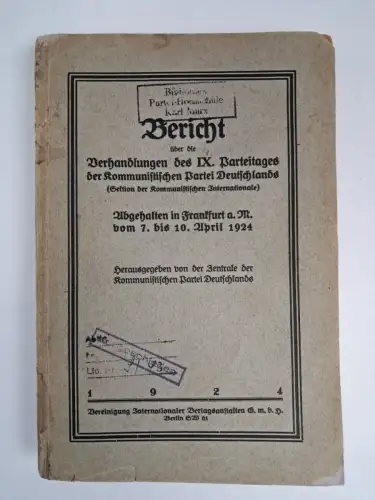 Bibliothek
Parteihochschule
Karl Marx
Bericht
über die
Verhandlungen des IX. Parteitages
der Kommunistischen Partei Deutschlands
(Sektion der Kommunistischen Internationale)
Abgehalten in Frankfurt a. M.
vom 7. bis 10. April 1924
Herausgegeben von der Zentrale der
Kommunistischen Partei Deutschlands
1 9 2 4
Vereinigung Internationaler Verlagsanstalten G. m. b. H.
Berlin SW 61